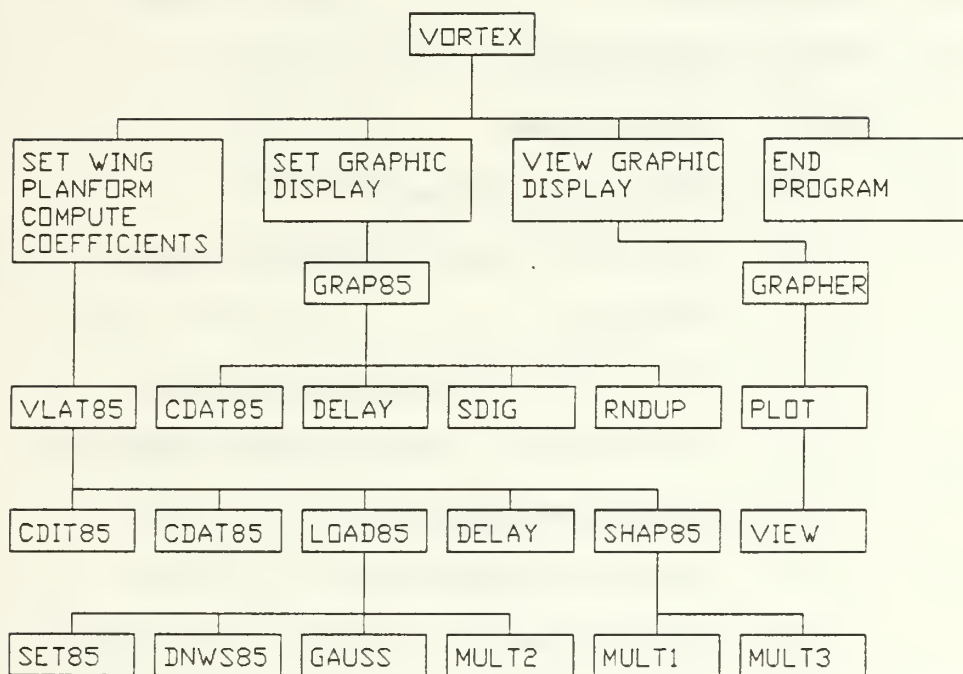 VORTEX
SET WING
PLANFORM
COMPUTE
COEFFICIENTS
SET GRAPHIC
DISPLAY
VIEW GRAPHIC
DISPLAY
END
PROGRAM
GRAP85
GRAPHER
VLAT85
CDAT85
DELAY
SDIG
RNDUP
PLOT
CDIT85
CDAT85
LOAD85
DELAY
SHAP85
VIEW
SET85
DNWS85
GAUSS
MULT2
MULT1
MULT3